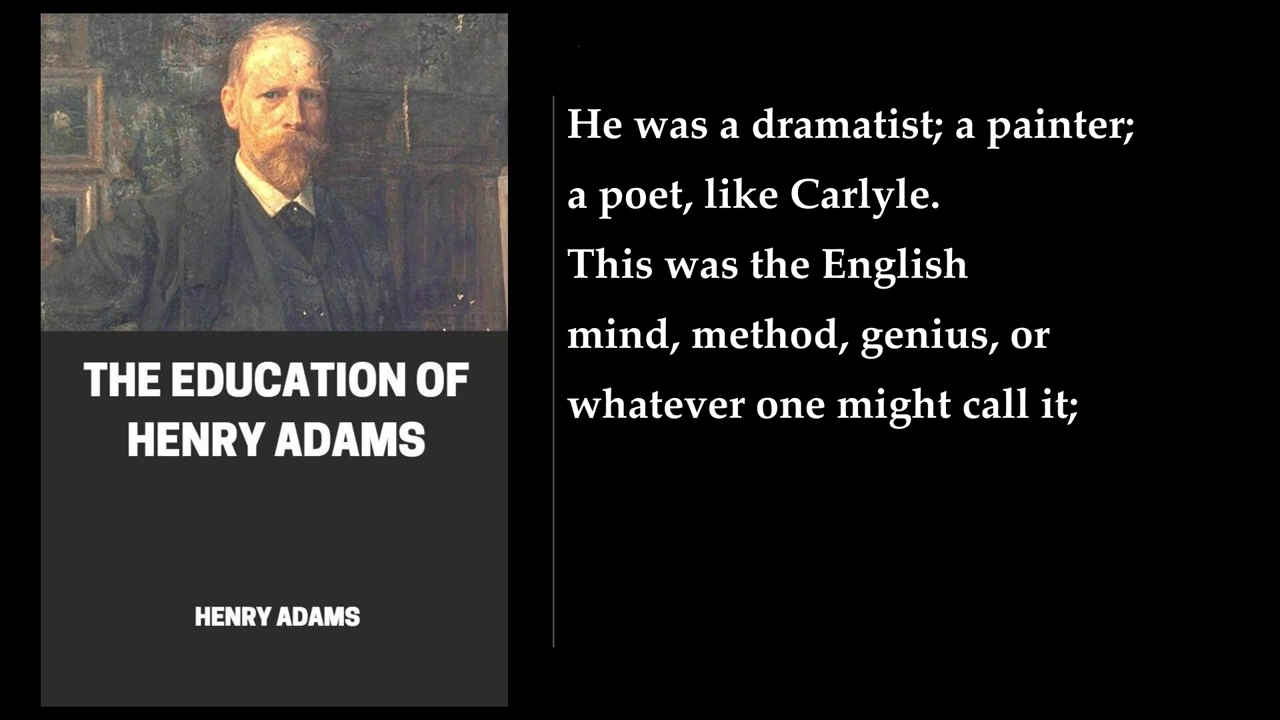 THE EDUCATION OF
HENRY ADAMS
HENRY ADAMS
He was a dramatist; a painter;
a poet, like Carlyle.
This was the English
mind, method, genius, or
whatever one might call it;